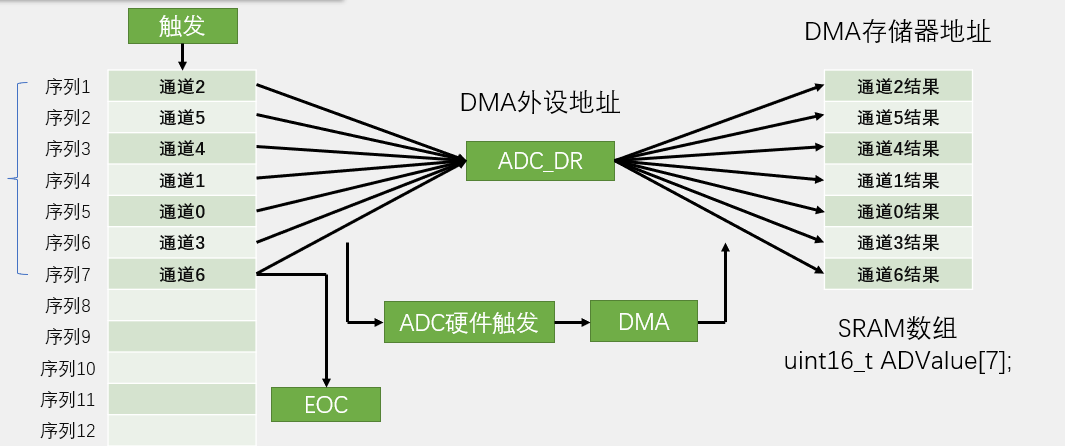 触发
DMA存储器地址
序列1 通道2 通道2结果
序列2 通道5 DMA外设地址 通道5结果
序列3 通道4 通道4结果
ADC_DR
序列4 通道1 通道1结果
序列5 通道0 通道0结果
序列6 通道3 通道3结果
序列7 通道6 通道6结果
序列8
ADC硬件触发 DMA
序列9
SRAM数组
序列10
uint16_t ADValue[7];
序列11
EOC
序列12